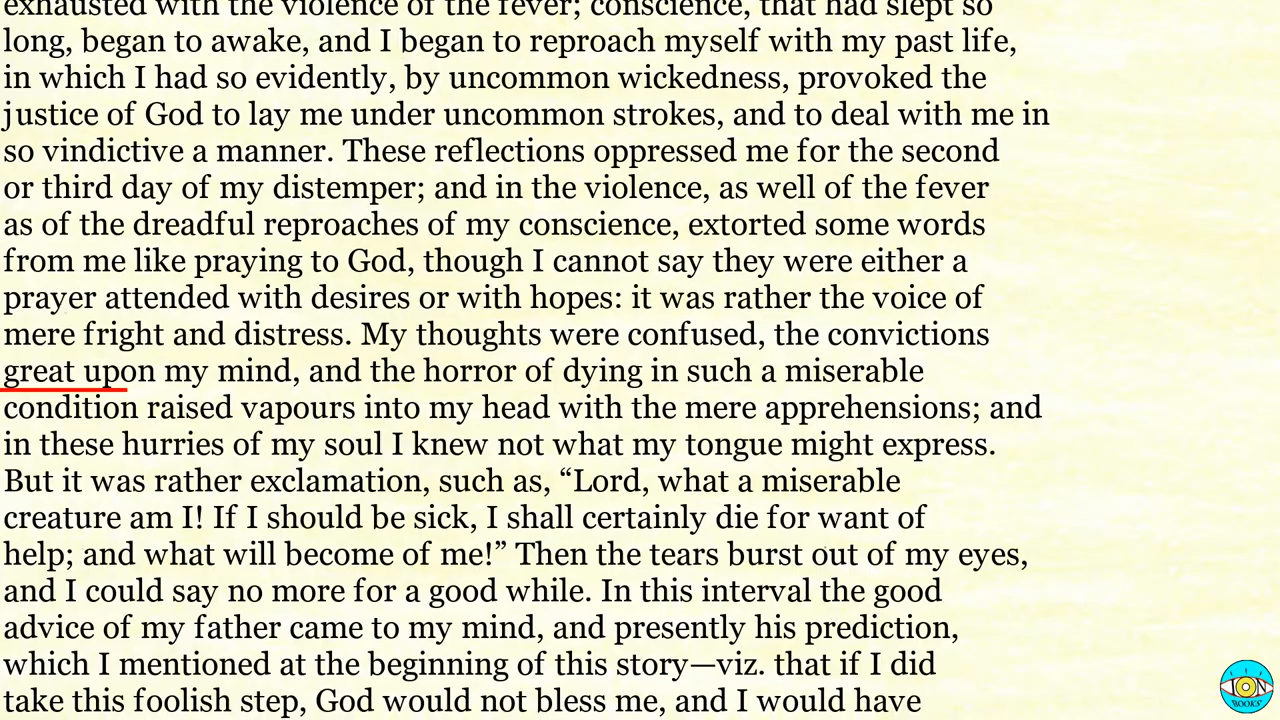 exhausted with the violence of the fever; conscience, that had slept so
long, began to awake, and I began to reproach myself with my past life,
in which I had so evidently, by uncommon wickedness, provoked the
justice of God to lay me under uncommon strokes, and to deal with me in
so vindictive a manner. These reflections oppressed me for the second
or third day of my distemper; and in the violence, as well of the fever
as of the dreadful reproaches of my conscience, extorted some words
from me like praying to God, though I cannot say they were either a
prayer attended with desires or with hopes: it was rather the voice of
mere fright and distress. My thoughts were confused, the convictions
great upon my mind, and the horror of dying in such a miserable
condition raised vapours into my head with the mere apprehensions; and
in these hurries of my soul I knew not what my tongue might express.
But it was rather exclamation, such as, “Lord, what a miserable
creature am I! If I should be sick, I shall certainly die for want of
help; and what will become of me!” Then the tears burst out of my eyes,
and I could say no more for a good while. In this interval the good
advice of my father came to my mind, and presently his prediction,
which I mentioned at the beginning of this story—viz. that if I did
take this foolish step, God would not bless me, and I would have
I
ION
BOOKS